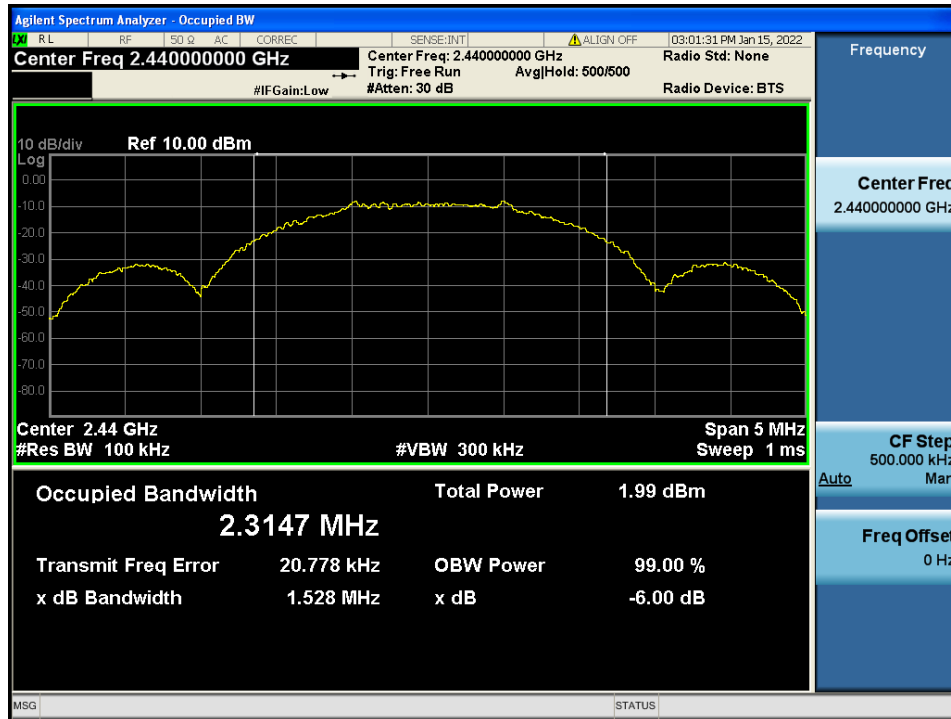 Agilent Spectrum Analyzer - Occupied BW
LXI RL RF 50 Ω AC CORREC SENSE:INT ALIGN OFF 03:01:31 PM Jan 15, 2022
Center Freq 2.440000000 GHz
Center Freq: 2.440000000 GHz
Radio Std: None
Trig: Free Run Avg|Hold: 500/500
#IFGain:Low
#Atten: 30 dB
Radio Device: BTS
10 dB/div Ref 10.00 dBm
Log
0.00
-10.0
-20.0
-30.0
-40.0
-50.0
-60.0
-70.0
-80.0
Center 2.44 GHz Span 5 MHz
#Res BW 100 kHz #VBW 300 kHz Sweep 1 ms
Occupied Bandwidth Total Power 1.99 dBm
2.3147 MHz
Transmit Freq Error 20.778 kHz OBW Power 99.00 %
x dB Bandwidth 1.528 MHz x dB -6.00 dB
MSG STATUS
Frequency
Center Freq
2.440000000 GHz
CF Step
500.000 kHz
Auto Man
Freq Offset
0 Hz